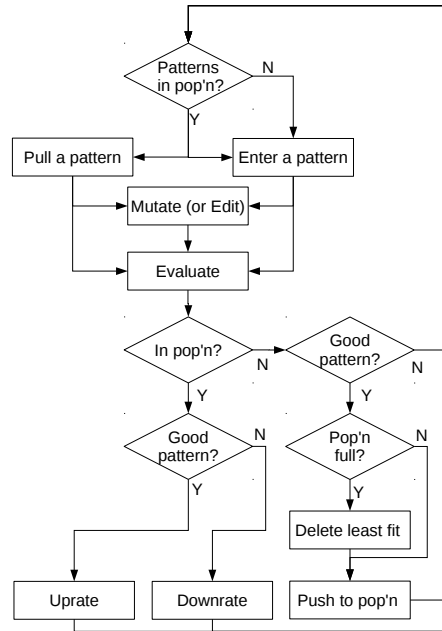 Patterns
in pop'n?
N
Y
Pull a pattern
Enter a pattern
Mutate (or Edit)
Evaluate
In pop'n?
N
Good
pattern?
N
Y
Y
Good
pattern?
N
Pop'n
full?
N
Y
Y
Delete least fit
Uprate
Downrate
Push to pop'n